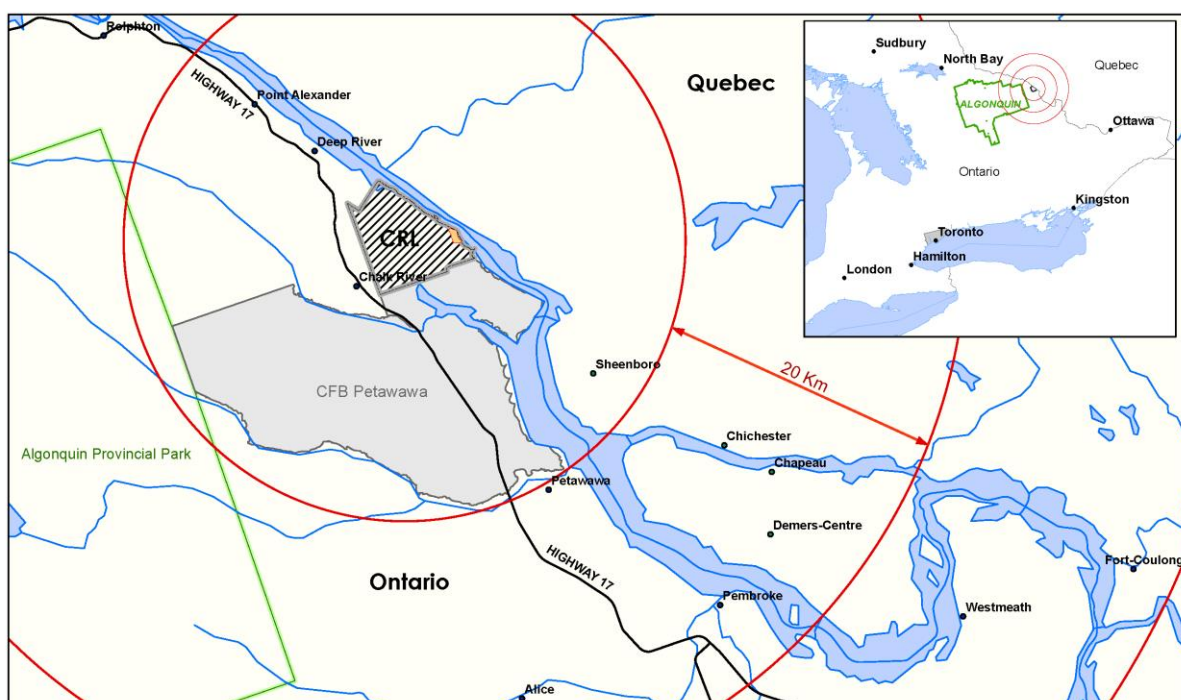 Rolphton
HIGHWAY 17
Point Alexander
Deep River
Quebec
CRL
Chalk River
CFB Petawawa
Algonquin Provincial Park
Sheenboro
20 Km
Chichester
Chapeau
Petawawa
Demers-Centre
HIGHWAY 17
Ontario
Pembroke
Westmeath
Fort-Coulong
Alice
Sudbury
North Bay
Quebec
ALGONQUIN
Ottawa
Ontario
Kingston
Toronto
Hamilton
London